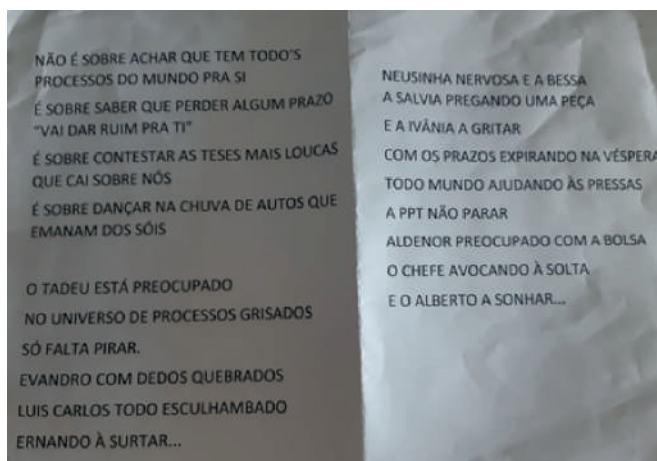 NÃO É SOBRE ACHAR QUE TEM TODO'S
PROCESSOS DO MUNDO PRA SI
É SOBRE SABER QUE PERDER ALGUM PRAZO
"VAI DAR RUIM PRA TI"
É SOBRE CONTESTAR AS TESES MAIS LOUCAS
QUE CAI SOBRE NÓS
É SOBRE DANÇAR NA CHUVA DE AUTOS QUE
EMANAM DOS SÓIS
O TADEU ESTÁ PREOCUPADO
NO UNIVERSO DE PROCESSOS GRISADOS
SÓ FALTA PIRAR.
EVANDRO COM DEDOS QUEBRADOS
LUIS CARLOS TODO ESCULHAMBADO
ERNANDO À SURTAR...
NEUSINHA NERVOSA E A BESSA
A SALVIA PREGANDO UMA PEÇA
E A IVÂNIA A GRITAR
COM OS PRAZOS EXPIRANDO NA VÉSPERA
TODO MUNDO AJUDANDO ÀS PRESSAS
A PPT NÃO PARAR
ALDENOR PREOCUPADO COM A BOLSA
O CHEFE AVOCANDO À SOLTA
E O ALBERTO A SONHAR...